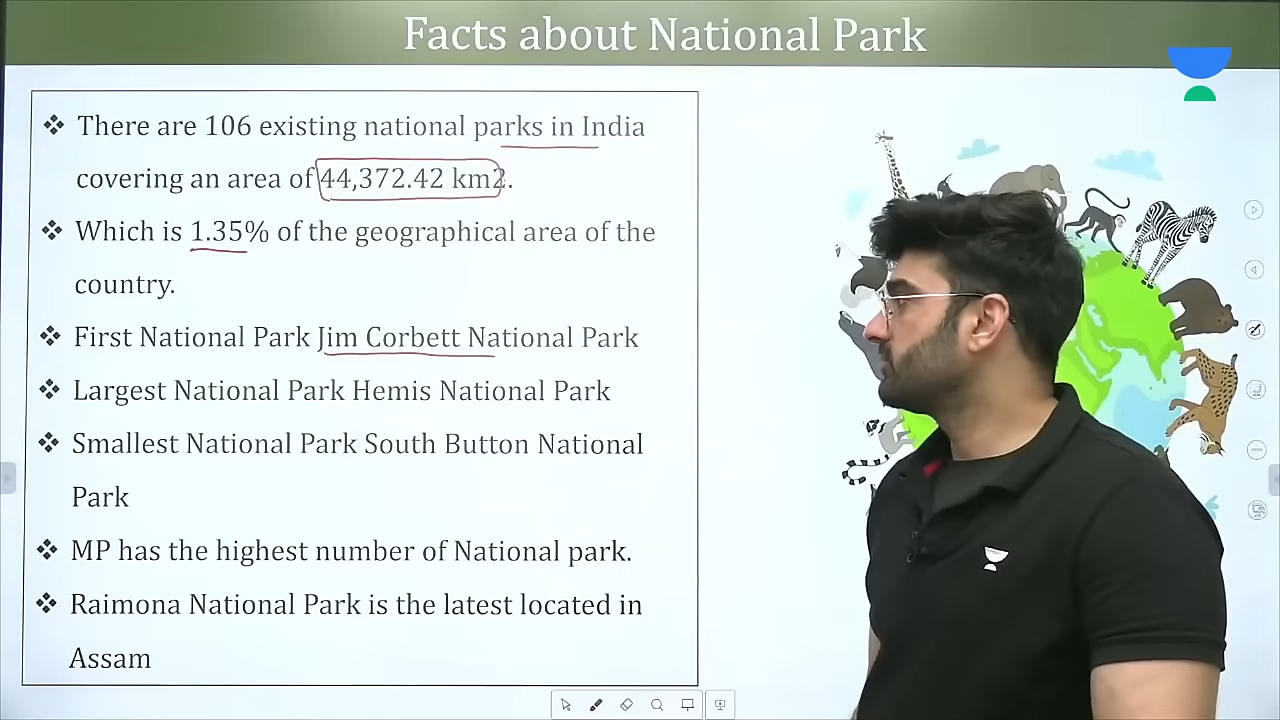 Facts about National Park
❖ There are 106 existing national parks in India
covering an area of 44,372.42 km2.
❖ Which is 1.35% of the geographical area of the
country.
❖ First National Park Jim Corbett National Park
❖ Largest National Park Hemis National Park
❖ Smallest National Park South Button National
Park
❖ MP has the highest number of National park.
❖ Raimona National Park is the latest located in
Assam